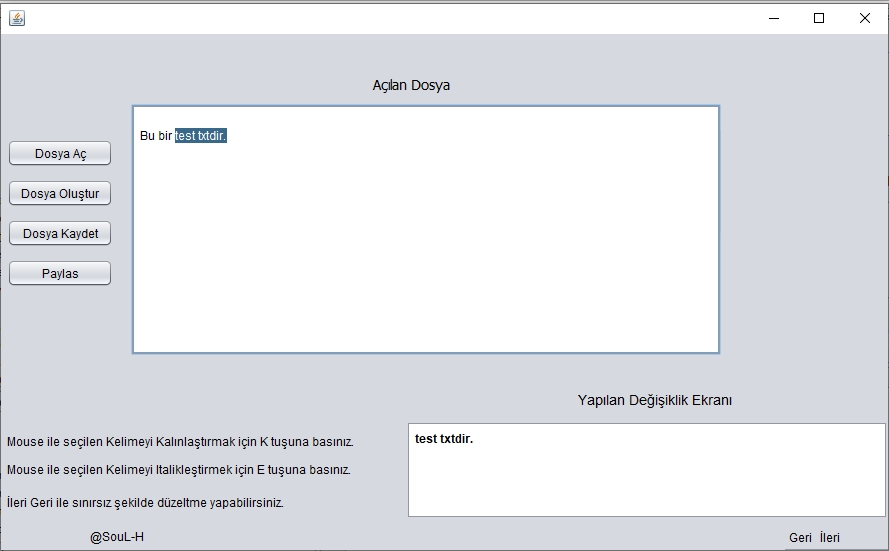 Açılan Dosya
Bu bir test txtdir.
Dosya Aç
Dosya Oluştur
Dosya Kaydet
Paylas
Yapılan Değişiklik Ekranı
test txtdir.
Mouse ile seçilen Kelimeyi Kalınlaştırmak için K tuşuna basınız.
Mouse ile seçilen Kelimeyi Italikleştirmek için E tuşuna basınız.
İleri Geri ile sınırsız şekilde düzeltme yapabilirsiniz.
@SouL-H
Geri İleri